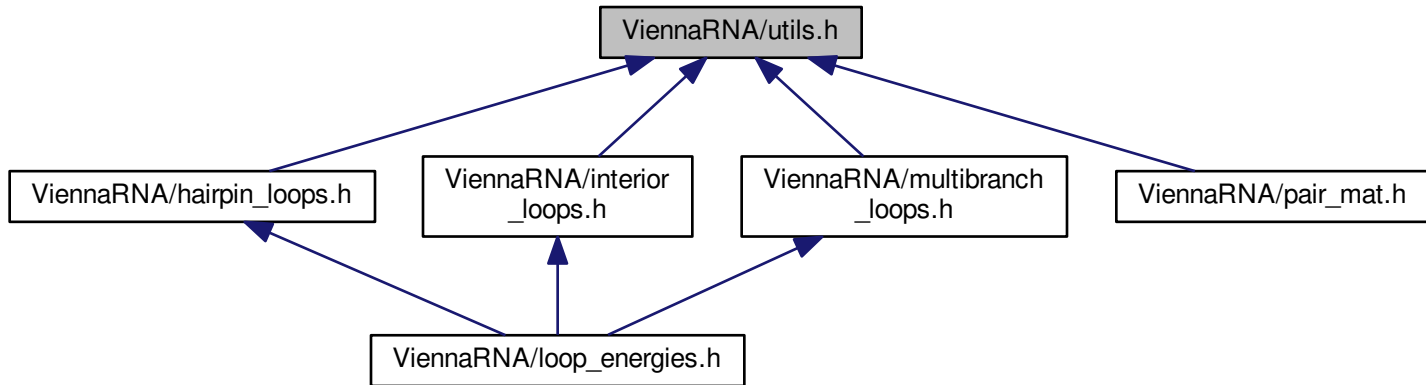 ViennaRNA/utils.h
ViennaRNA/hairpin_loops.h
ViennaRNA/interior
_loops.h
ViennaRNA/multibranch
_loops.h
ViennaRNA/pair_mat.h
ViennaRNA/loop_energies.h